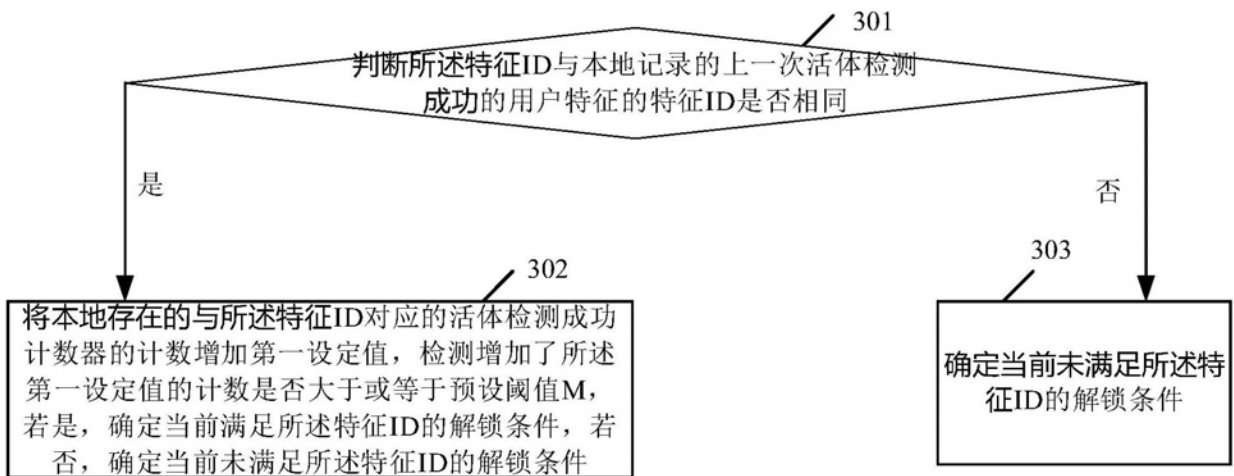 301
判断所述特征ID与本地记录的上一次活体检测
成功的用户特征的特征ID是否相同
是
否
302
303
将本地存在的与所述特征ID对应的活体检测成功
计数器的计数增加第一设定值，检测增加了所述
第一设定值的计数是否大于或等于预设阈值M，
若是，确定当前满足所述特征ID的解锁条件，若
否，确定当前未满足所述特征ID的解锁条件
确定当前未满足所述特
征ID的解锁条件